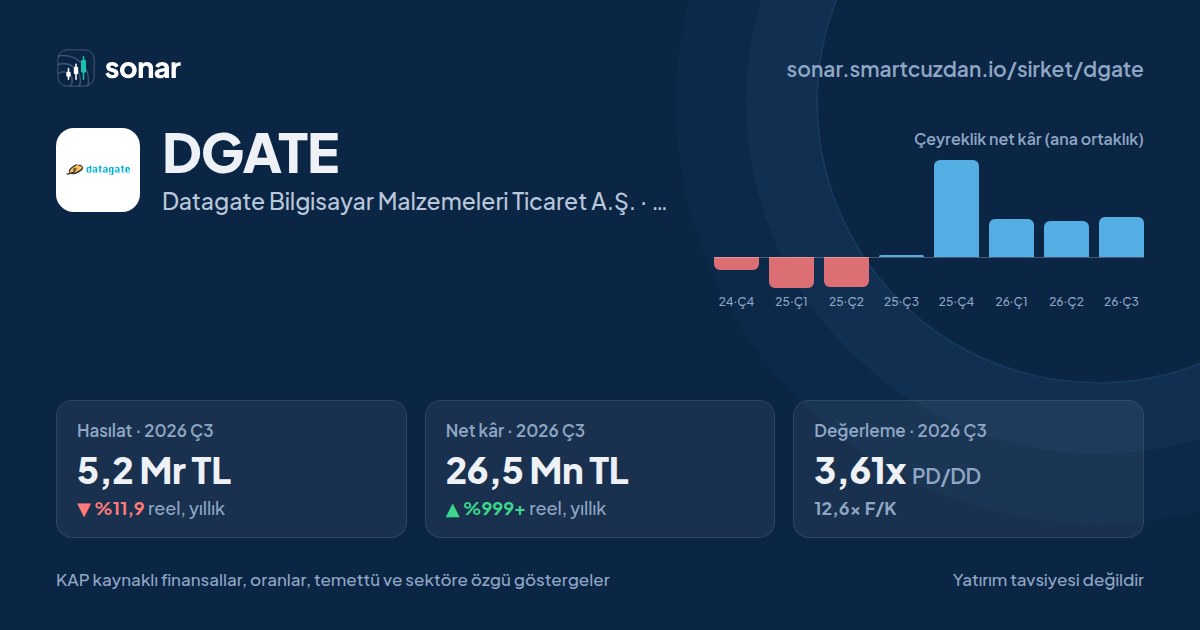 sonar
sonar.smartcuzdan.io/sirket/dgate
datagate
DGATE
Datagate Bilgisayar Malzemeleri Ticaret A.Ş. · …
Çeyreklik net kâr (ana ortaklık)
24-Ç4 25-Ç1 25-Ç2 25-Ç3 25-Ç4 26-Ç1 26-Ç2 26-Ç3
Hasılat · 2026 Ç3
5,2 Mr TL
▼ %11,9 reel, yıllık
Net kâr · 2026 Ç3
26,5 Mn TL
▲ %999+ reel, yıllık
Değerleme · 2026 Ç3
3,61x PD/DD
12,6x F/K
KAP kaynaklı finansallar, oranlar, temettü ve sektöre özgü göstergeler
Yatırım tavsiyesi değildir